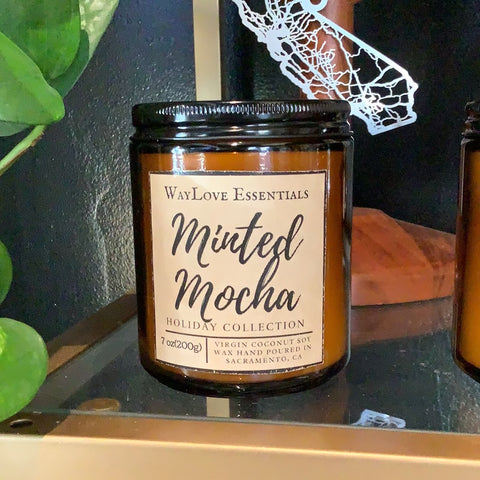 WayLove Essentials
Minted
Mocha
HOLIDAY COLLECTION
7 oz(200g)
VIRGIN COCONUT SOY
WAX HAND POURED IN
SACRAMENTO, CA